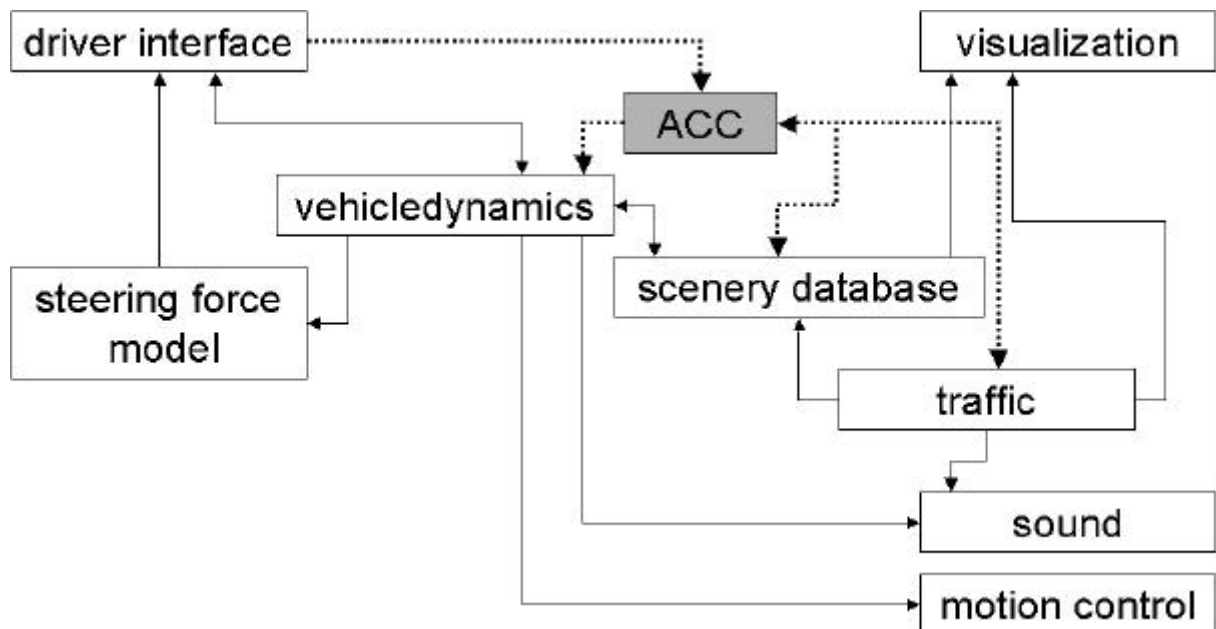 driver interface
visualization
ACC
vehicledynamics
scenery database
steering force
model
traffic
sound
motion control